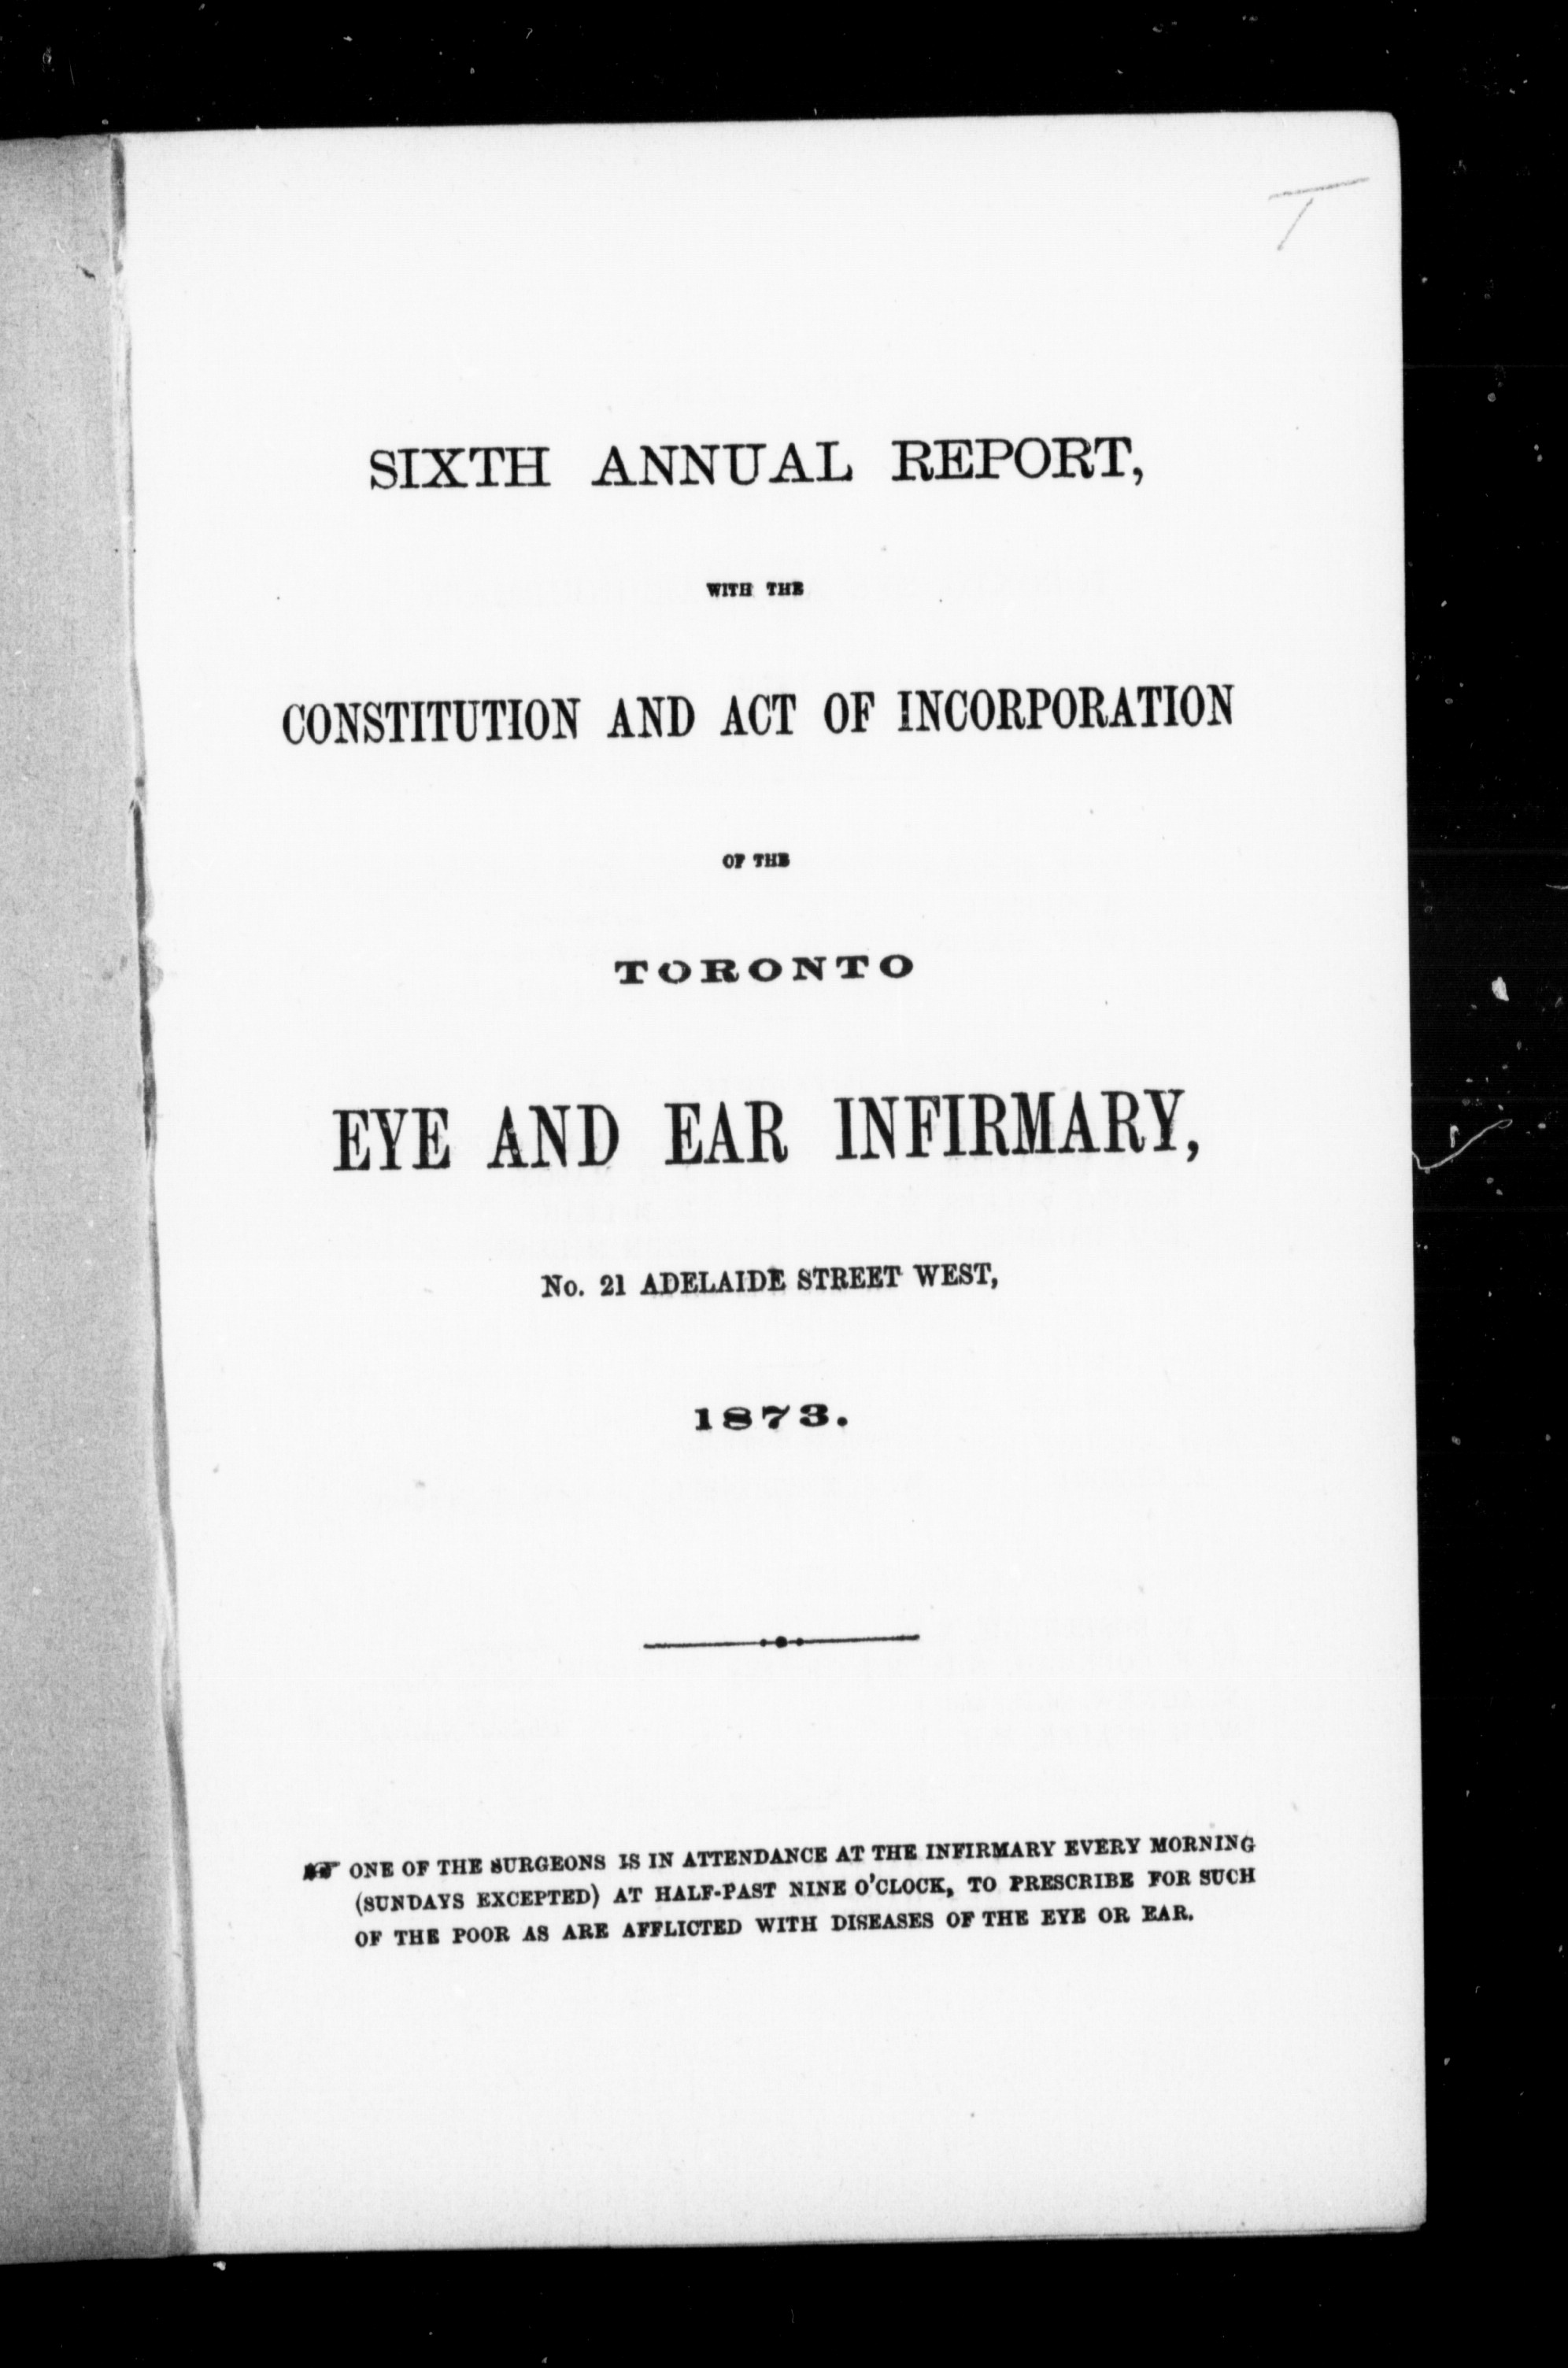 T
SIXTH ANNUAL REPORT,
WITH THE
CONSTITUTION AND ACT OF INCORPORATION
OF THE
TORONTO
EYE AND EAR INFIRMARY,
No. 21 ADELAIDE STREET WEST,
1873.
☞ ONE OF THE SURGEONS IS IN ATTENDANCE AT THE INFIRMARY EVERY MORNING
(SUNDAYS EXCEPTED) AT HALF-PAST NINE O'CLOCK, TO PRESCRIBE FOR SUCH
OF THE POOR AS ARE AFFLICTED WITH DISEASES OF THE EYE OR EAR.